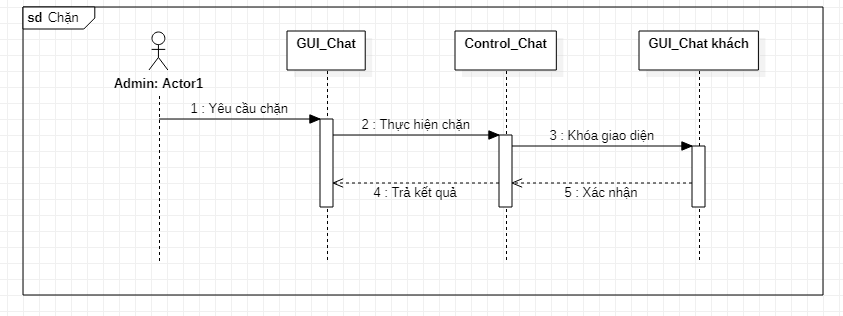 sd Chặn
GUI_Chat
Control_Chat
GUI_Chat khách
Admin: Actor1
1 : Yêu cầu chặn
2 : Thực hiện chặn
3 : Khóa giao diện
4 : Trả kết quả
5 : Xác nhận